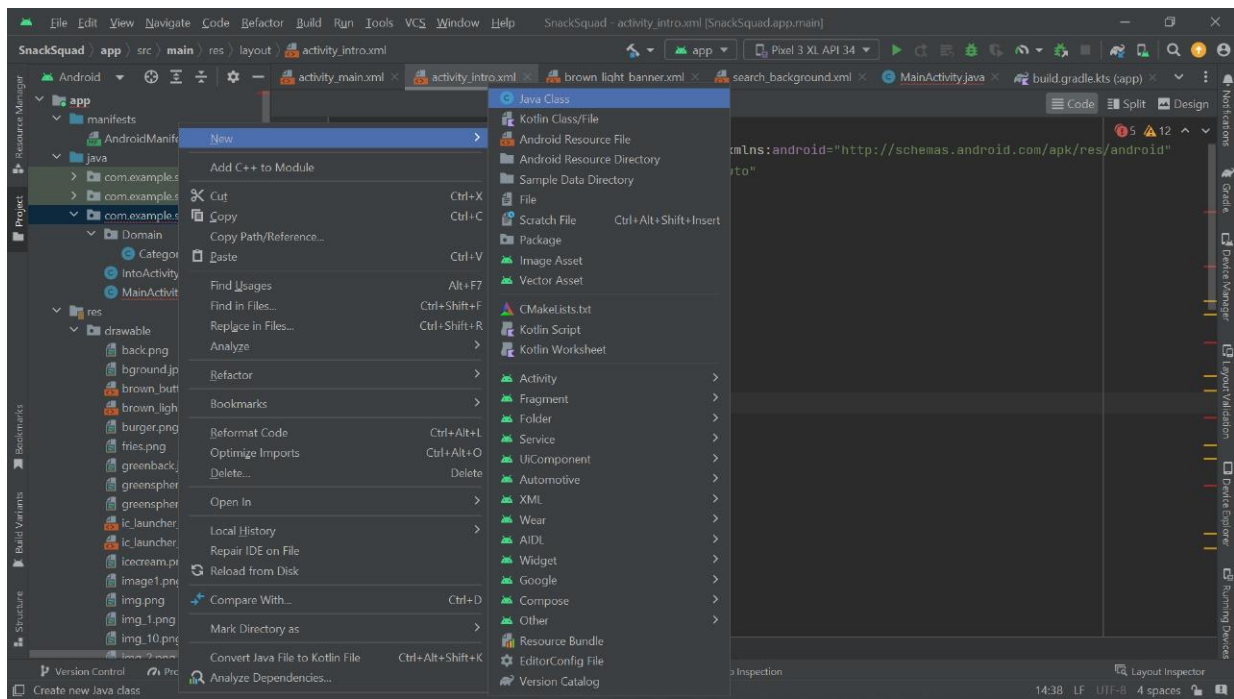 File Edit View Navigate Code Refactor Build Run Tools VCS Window Help SnackSquad - activity_intro.xml [SnackSquad.app.main]
SnackSquad app src main res layout activity_intro.xml app Pixel 3 XL API 34
Android activity_main.xml activity_intro.xml brown light banner.xml search_background.xml MainActivity.java build.gradle.kts (:app)
Code Split Design
5 12
xmlns:android="http://schemas.android.com/apk/res/android"
uto"
Resource Manager
Project
Bookmarks
Build Variants
Structure
app
manifests
AndroidManife
java
com.example.s
com.example.s
com.example.s
Domain
Categor
IntoActivity
MainActivit
res
drawable
back.png
bground.jp
brown_butt
brown_ligh
burger.png
fries.png
greenback.j
greenspher
greenspher
ic_launcher_
ic_launcher_
icecream.pn
image1.png
img.png
img_1.png
img_10.png
img_2.png
New
Add C++ to Module
Cut Ctrl+X
Copy Ctrl+C
Copy Path/Reference...
Paste Ctrl+V
Find Usages Alt+F7
Find in Files... Ctrl+Shift+F
Replace in Files... Ctrl+Shift+R
Analyze
Refactor
Bookmarks
Reformat Code Ctrl+Alt+L
Optimize Imports Ctrl+Alt+O
Delete... Delete
Open In
Local History
Repair IDE on File
Reload from Disk
Compare With... Ctrl+D
Mark Directory as
Convert Java File to Kotlin File Ctrl+Alt+Shift+K
Analyze Dependencies...
Java Class
Kotlin Class/File
Android Resource File
Android Resource Directory
Sample Data Directory
File
Scratch File Ctrl+Alt+Shift+Insert
Package
Image Asset
Vector Asset
CMakeLists.txt
Kotlin Script
Kotlin Worksheet
Activity
Fragment
Folder
Service
UiComponent
Automotive
XML
Wear
AIDL
Widget
Google
Compose
Other
Resource Bundle
EditorConfig File
Version Catalog
Notifications
Gradle
Device Manager
Layout Validation
Device Explorer
Running Devices
Version Control Pro Inspection Layout Inspector
Create new Java class 14:38 LF UTF-8 4 spaces